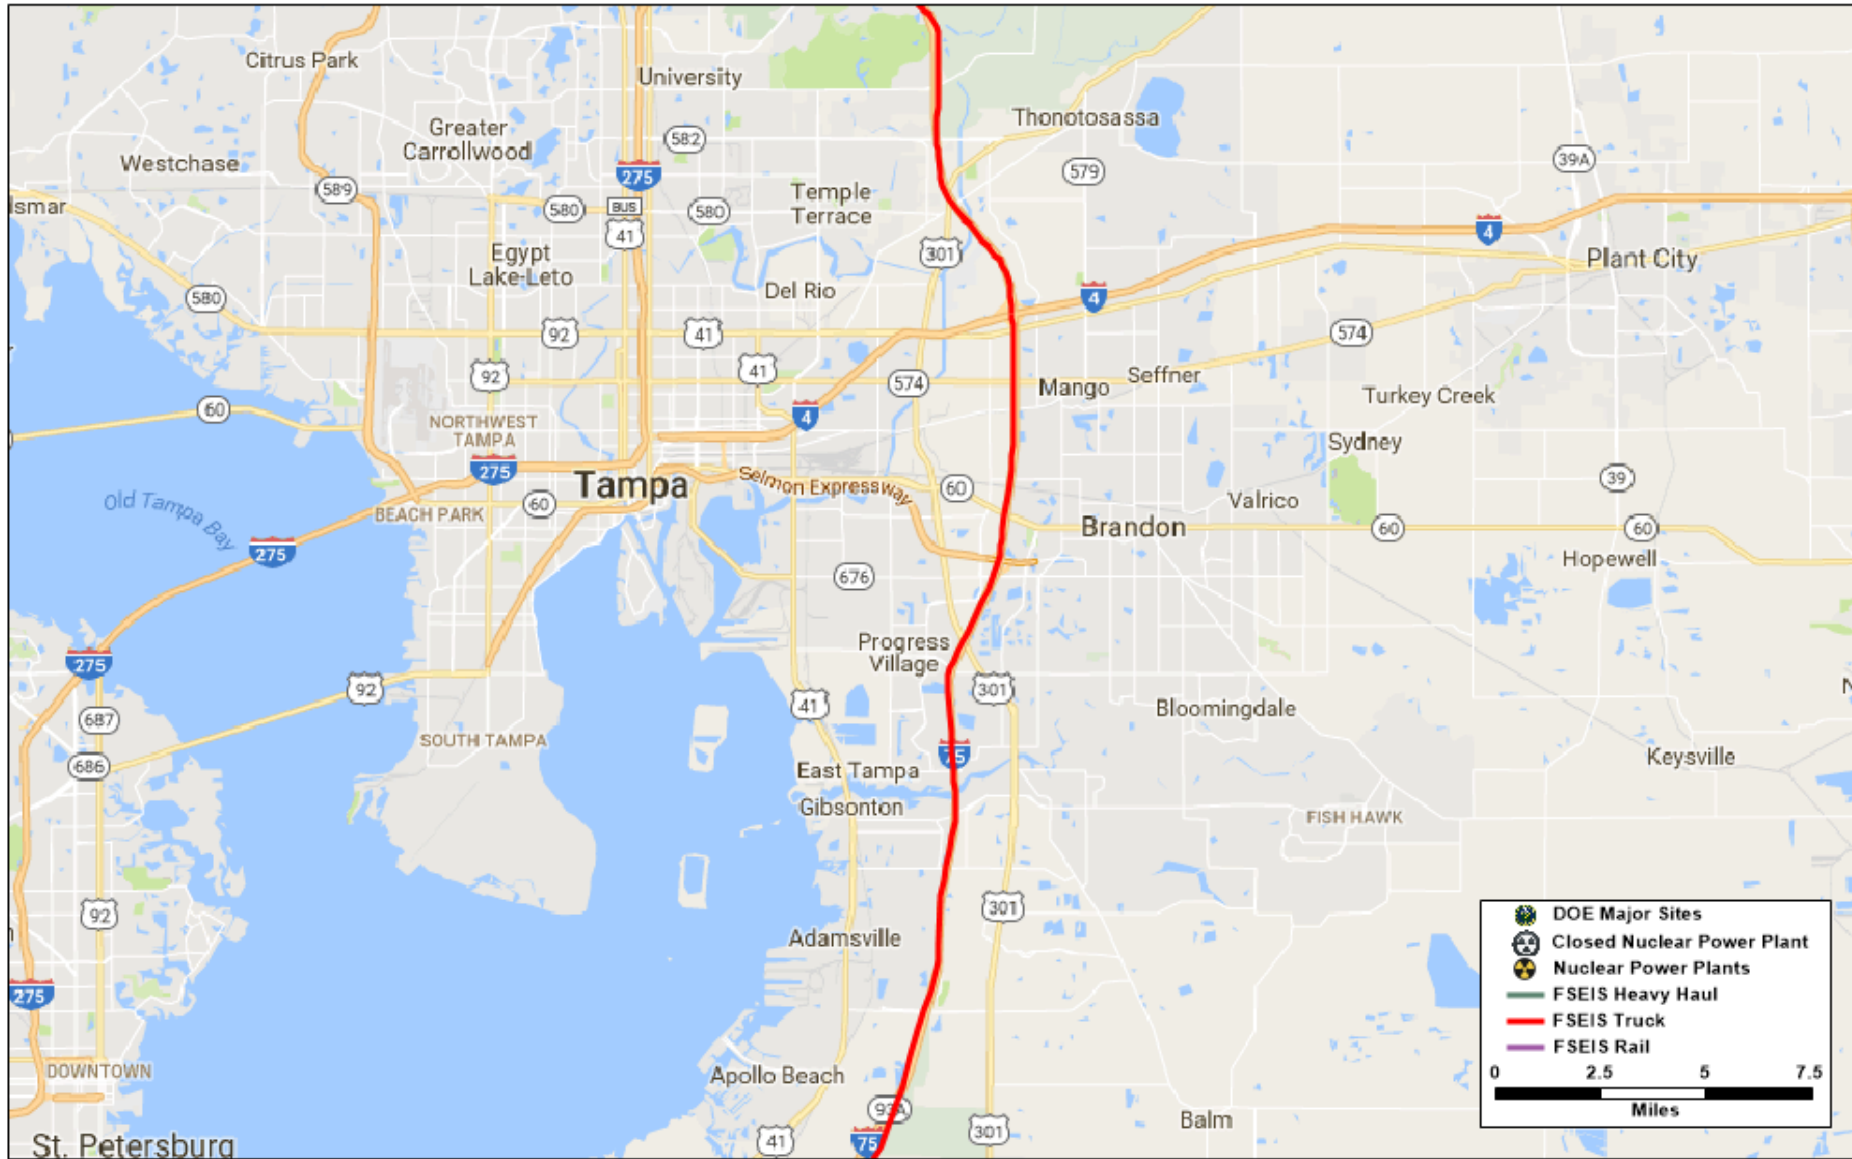 Citrus Park
University
Thonotosassa
Greater
Carrollwood
582
Westchase
39A
579
275
589
Temple
Terrace
lsmar
580
BUS
580
41
4
301
Egypt
Lake-Leto
Plant City
Del Rio
580
4
92
41
574
41
92
574
Mango
Seffner
Turkey Creek
60
4
NORTHWEST
TAMPA
Sydney
275
Tampa
Selmon Expressway
60
39
Old Tampa Bay
BEACH PARK
60
Valrico
Brandon
60
60
275
Hopewell
676
Progress
Village
275
92
301
41
687
Bloomingdale
SOUTH TAMPA
75
686
East Tampa
Keysville
Gibsonton
FISH HAWK
92
301
Adamsville
275
DOWNTOWN
Apollo Beach
93A
Balm
41
75
301
St. Petersburg
DOE Major Sites
Closed Nuclear Power Plant
Nuclear Power Plants
FSEIS Heavy Haul
FSEIS Truck
FSEIS Rail
0 2.5 5 7.5
Miles